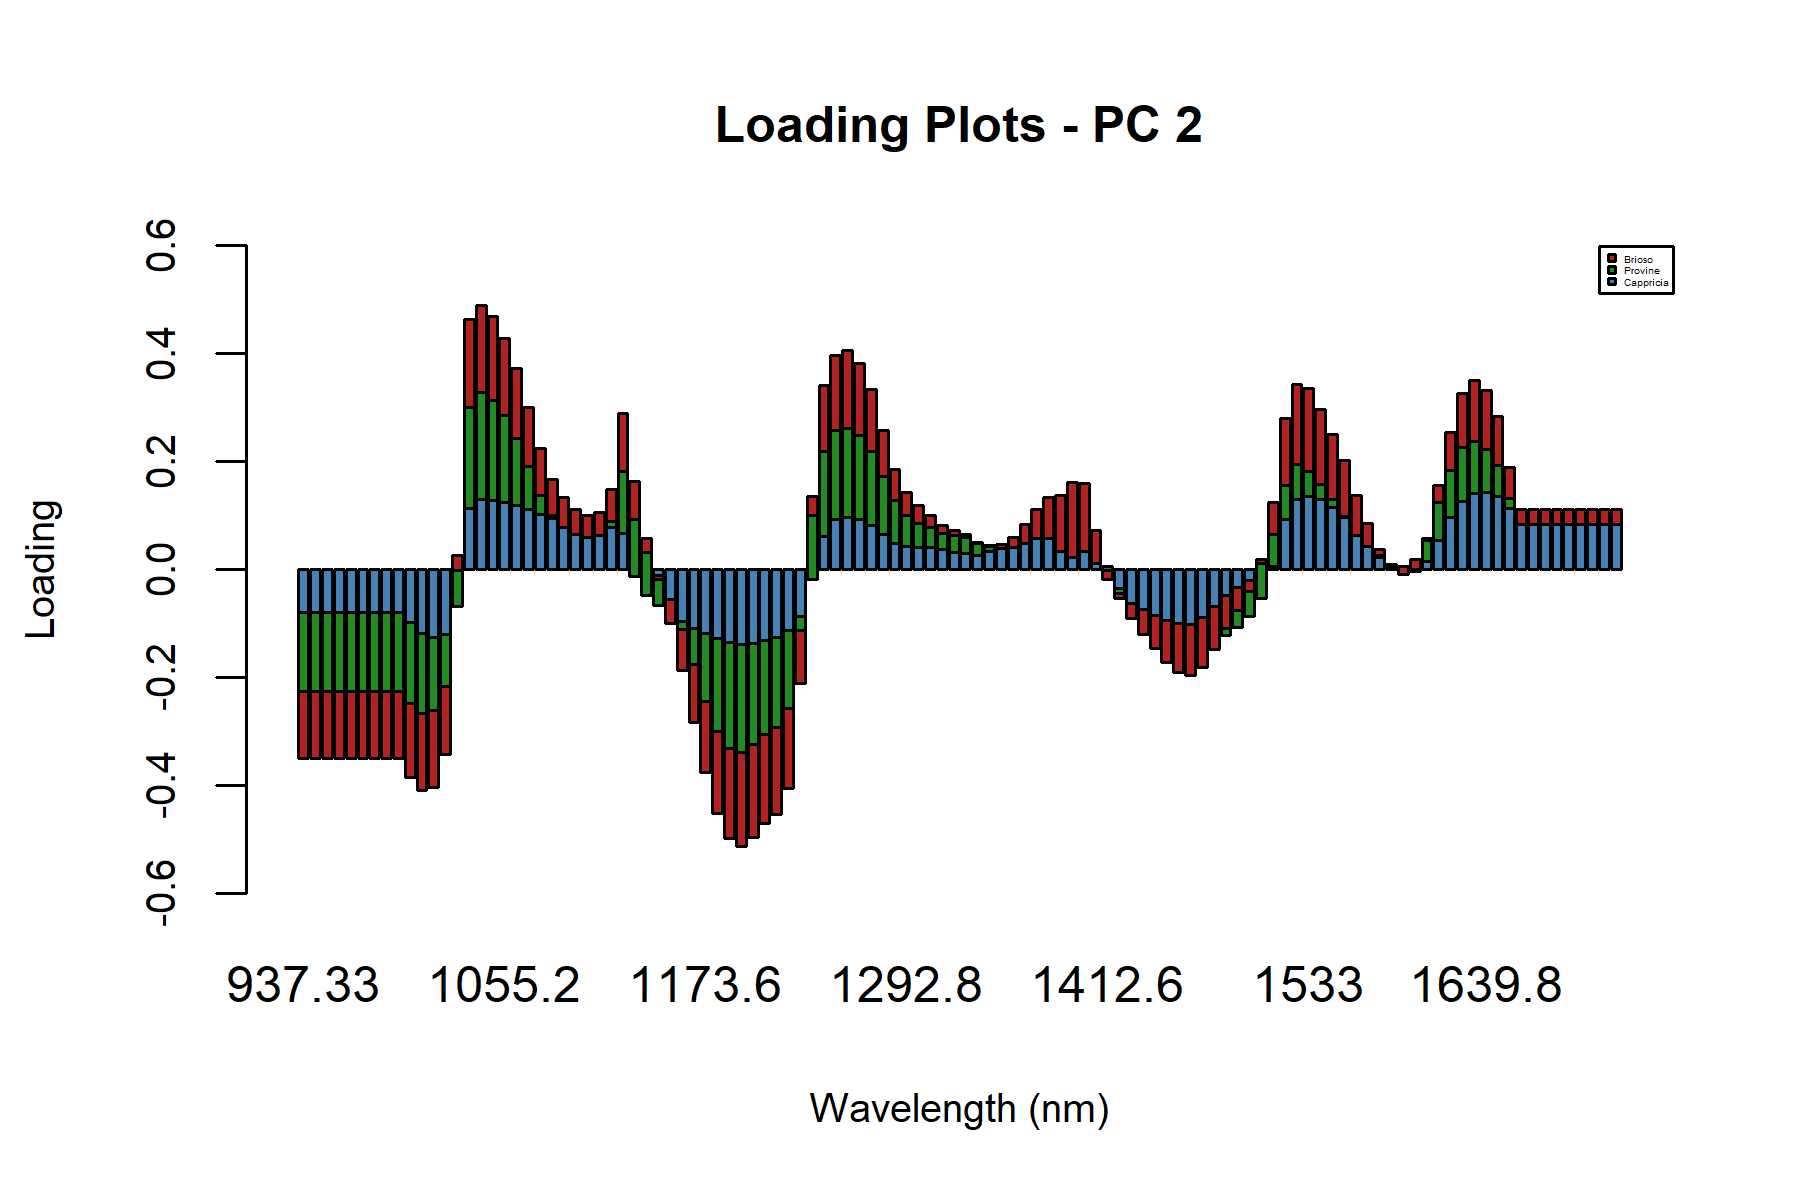 Loading Plots - PC 2
0.6
0.4
0.2
0.0
-0.2
-0.4
-0.6
Loading
Brioso
Provine
Cappricia
937.33 1055.2 1173.6 1292.8 1412.6 1533 1639.8
Wavelength (nm)